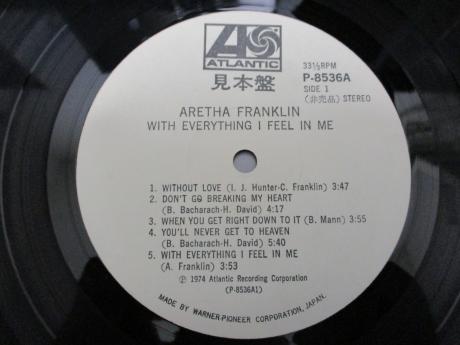 ATLANTIC
見本盤
33⅓RPM
P-8536A
SIDE 1
(非売品) STEREO
ARETHA FRANKLIN
WITH EVERYTHING I FEEL IN ME
1. WITHOUT LOVE (I. J. Hunter-C. Franklin) 3:47
2. DON'T GO BREAKING MY HEART
(B. Bacharach-H. David) 4:17
3. WHEN YOU GET RIGHT DOWN TO IT (B. Mann) 3:55
4. YOU'LL NEVER GET TO HEAVEN
(B. Bacharach-H. David) 5:40
5. WITH EVERYTHING I FEEL IN ME
(A. Franklin) 3:53
℗ 1974 Atlantic Recording Corporation
(P-8536A1)
MADE BY WARNER-PIONEER CORPORATION, JAPAN.